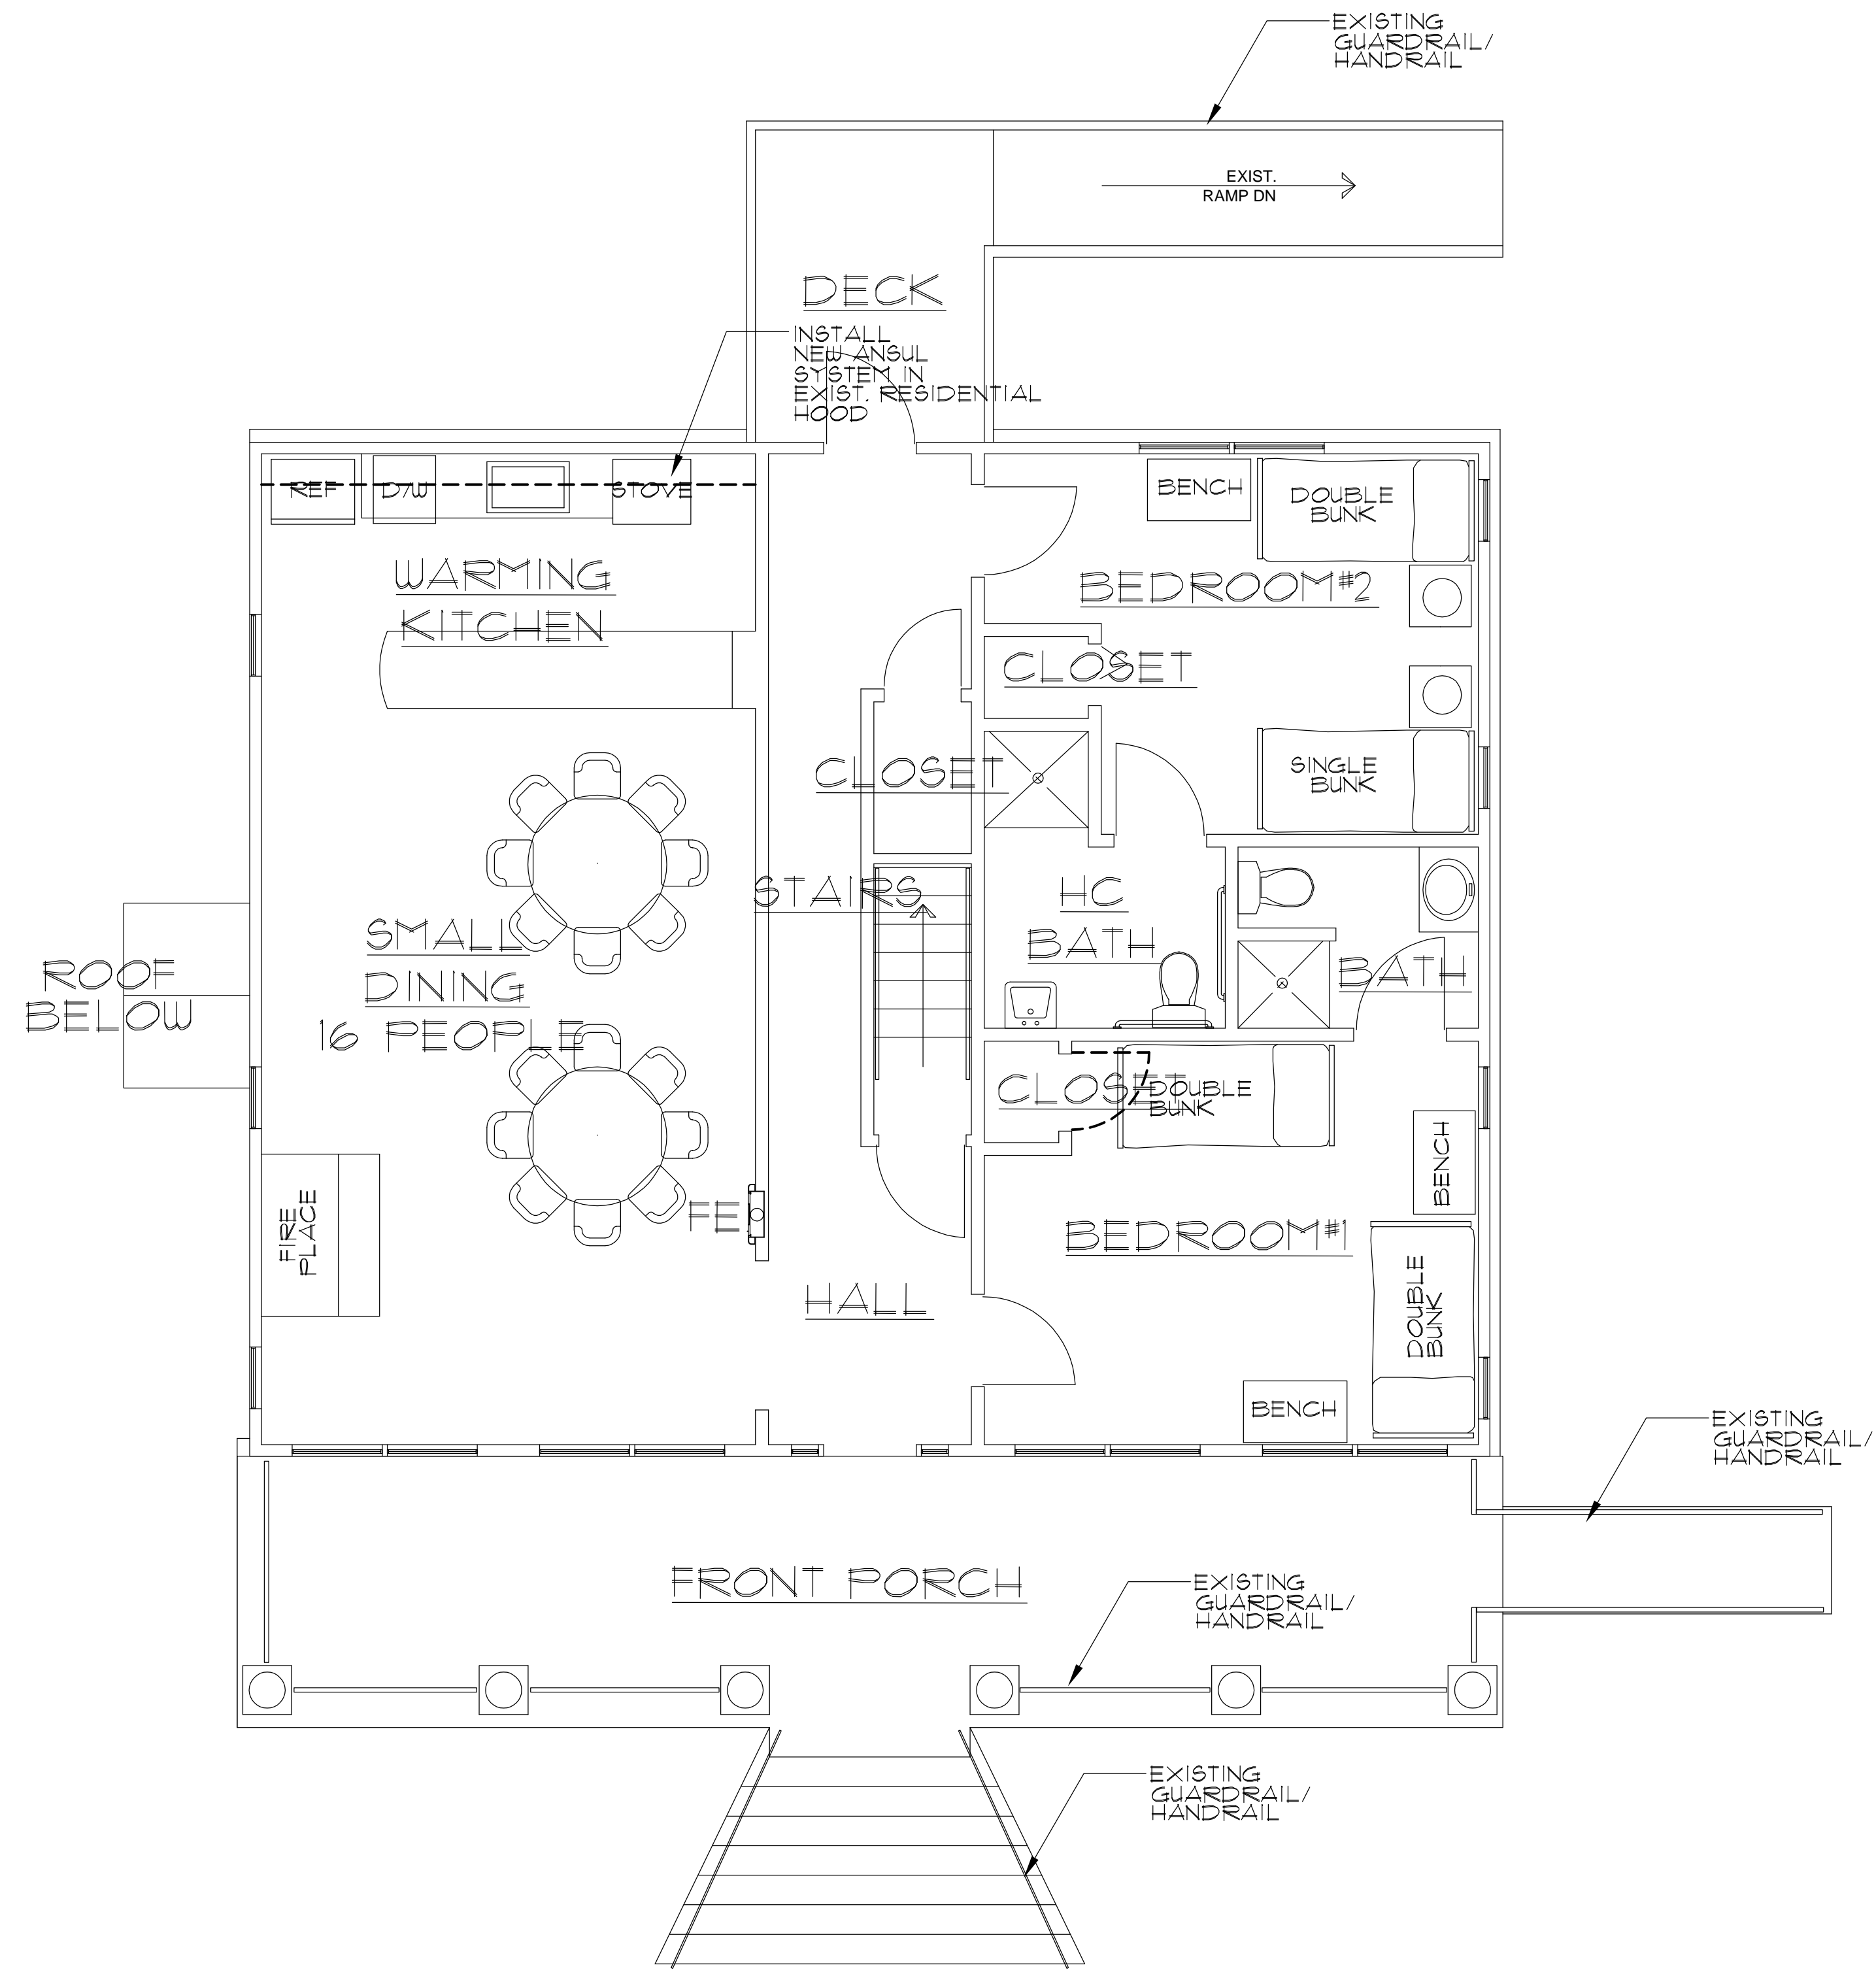 EXISTING
GUARDRAIL/
HANDRAIL
EXIST.
RAMP DN
DECK
INSTALL
NEW ANSUL
SYSTEM IN
EXIST. RESIDENTIAL
HOOD
REF
D/W
STOVE
BENCH
DOUBLE
BUNK
WARMING
KITCHEN
BEDROOM#2
CLOSET
CLOSET
SINGLE
BUNK
STAIRS
HC
BATH
BATH
SMALL
DINING
16 PEOPLE
ROOF
BELOW
CLOSET
DOUBLE
BUNK
BENCH
FIRE
PLACE
FE
BEDROOM#1
DOUBLE
BUNK
HALL
BENCH
EXISTING
GUARDRAIL/
HANDRAIL
FRONT PORCH
EXISTING
GUARDRAIL/
HANDRAIL
EXISTING
GUARDRAIL/
HANDRAIL